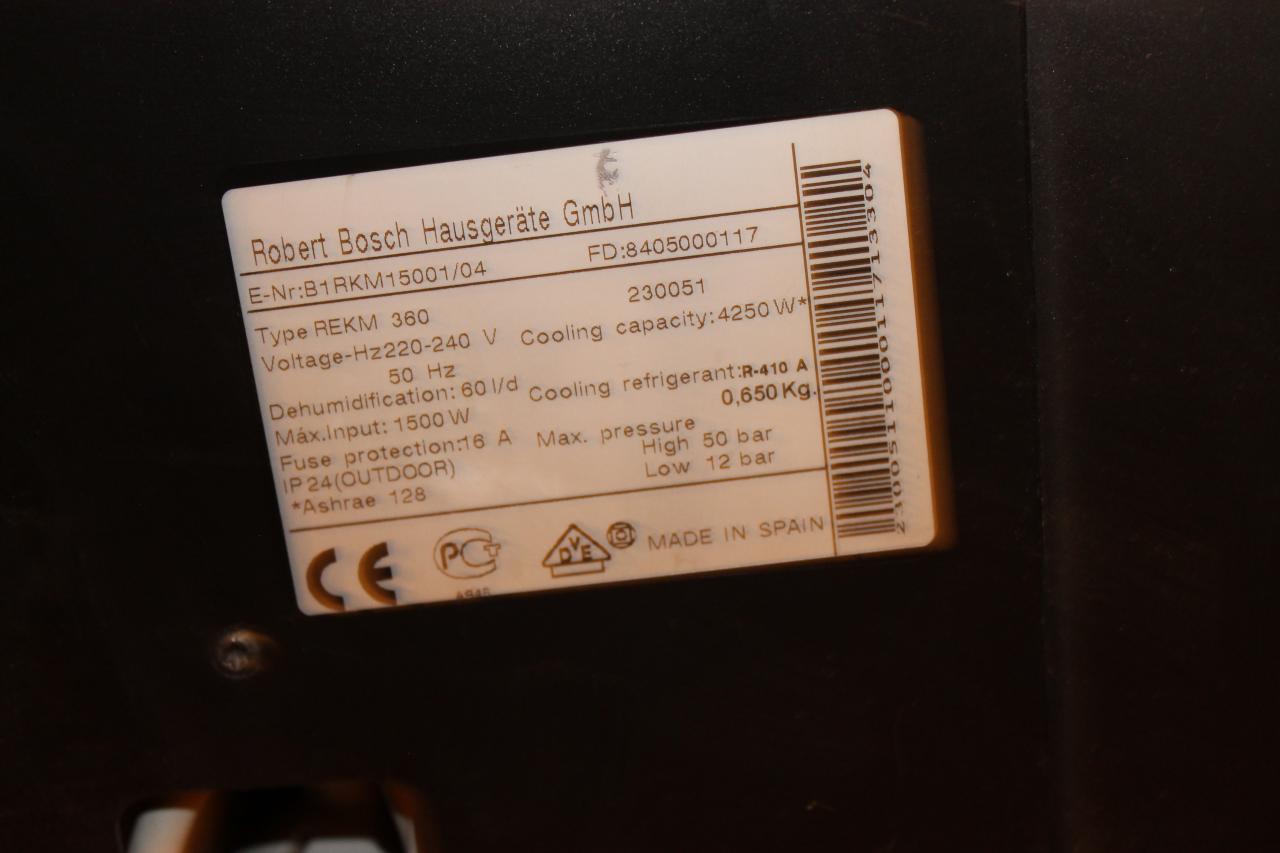 Robert Bosch Hausgeräte GmbH
E-Nr:B1RKM15001/04 FD:8405000117
Type REKM 360 230051
Voltage-Hz220-240 V Cooling capacity:4250 W*
50 Hz
Dehumidification: 60 l/d Cooling refrigerant:R-410 A
Máx.Input: 1500 W 0,650 Kg.
Fuse protection:16 A Max. pressure
IP 24(OUTDOOR) High 50 bar
*Ashrae 128 Low 12 bar
CE PCT DVE MADE IN SPAIN
230051100011713304